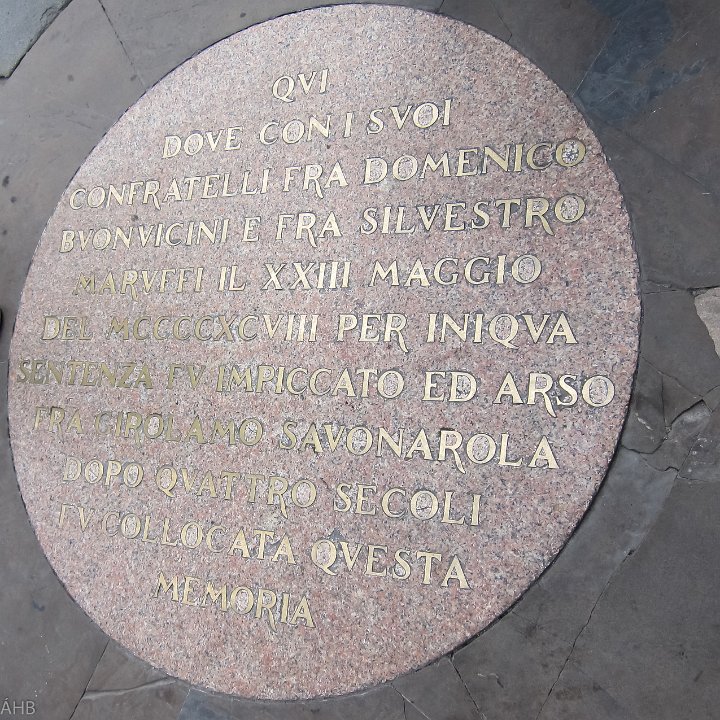 QVI
DOVE CON I SVOI
CONFRATELLI FRA DOMENICO
BVONVICINI E FRA SILVESTRO
MARVFFI IL XXIII MAGGIO
DEL MCCCCXCVIII PER INIQVA
SENTENZA FV IMPICCATO ED ARSO
FRA GIROLAMO SAVONAROLA
DOPO QVATTRO SECOLI
FV COLLOCATA QVESTA
MEMORIA
ÁHB